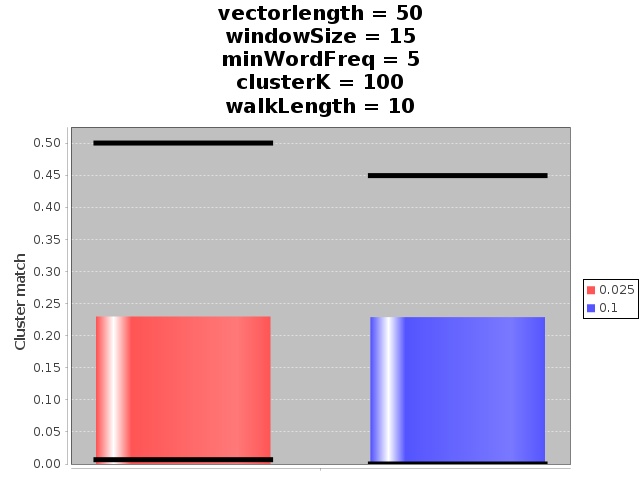 vectorlength = 50
windowSize = 15
minWordFreq = 5
clusterK = 100
walkLength = 10
0.50
0.45
0.40
0.35
0.30
0.25
0.20
0.15
0.10
0.05
0.00
Cluster match
0.025
0.1